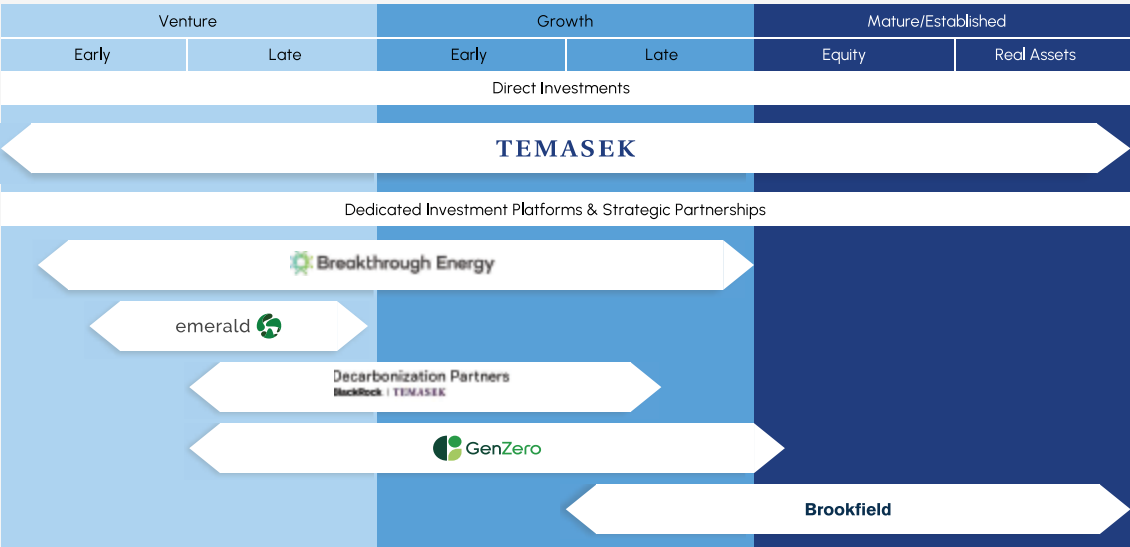 Venture Growth Mature/Established
Early Late Early Late Equity Real Assets
Direct Investments
TEMASEK
Dedicated Investment Platforms & Strategic Partnerships
Breakthrough Energy
emerald
Decarbonization Partners
BlackRock | TEMASEK
GenZero
Brookfield